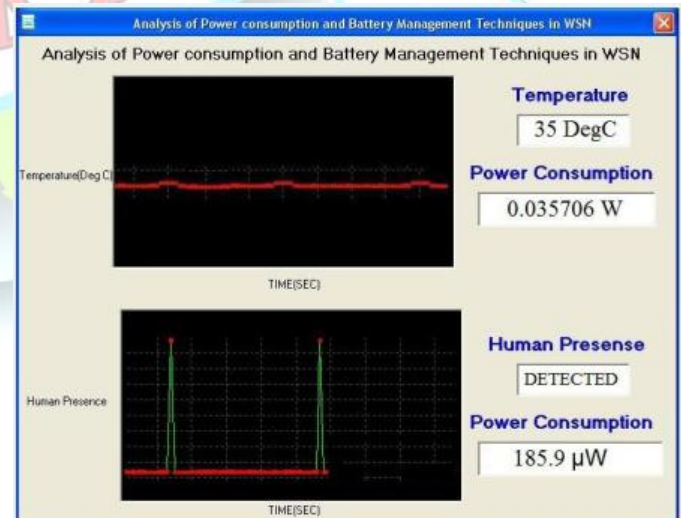 Analysis of Power consumption and Battery Management Techniques in WSN
Analysis of Power consumption and Battery Management Techniques in WSN
Temperature
35 DegC
Temperature(Deg C)
Power Consumption
0.035706 W
TIME(SEC)
Human Presense
DETECTED
Human Presence
Power Consumption
185.9 µW
TIME(SEC)